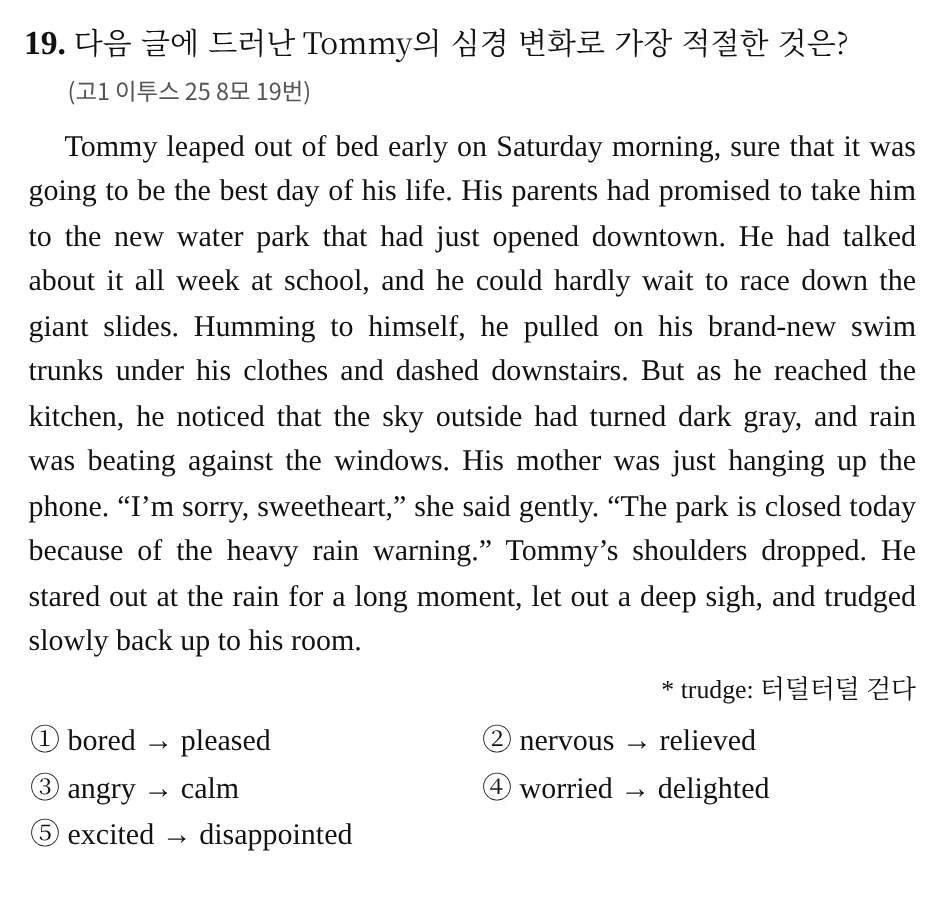 19. 다음 글에 드러난 Tommy의 심경 변화로 가장 적절한 것은?
(고1 이투스 25 8모 19번)
Tommy leaped out of bed early on Saturday morning, sure that it was
going to be the best day of his life. His parents had promised to take him
to the new water park that had just opened downtown. He had talked
about it all week at school, and he could hardly wait to race down the
giant slides. Humming to himself, he pulled on his brand-new swim
trunks under his clothes and dashed downstairs. But as he reached the
kitchen, he noticed that the sky outside had turned dark gray, and rain
was beating against the windows. His mother was just hanging up the
phone. “I’m sorry, sweetheart,” she said gently. “The park is closed today
because of the heavy rain warning.” Tommy’s shoulders dropped. He
stared out at the rain for a long moment, let out a deep sigh, and trudged
slowly back up to his room.
* trudge: 터덜터덜 걷다
① bored → pleased ② nervous → relieved
③ angry → calm ④ worried → delighted
⑤ excited → disappointed